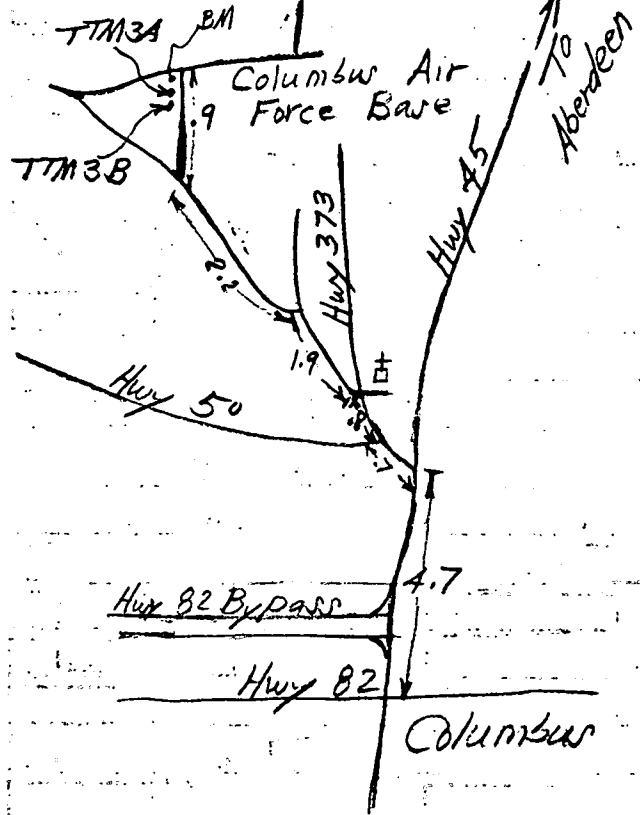 TTM3A
BM
To
Aberdeen
Columbus Air
Force Base
.9
TTM3B
Hwy 45
Hwy 373
2.2
1.9
Hwy 50
.8
.7
4.7
Hwy 82 Bypass
Hwy 82
Columbus